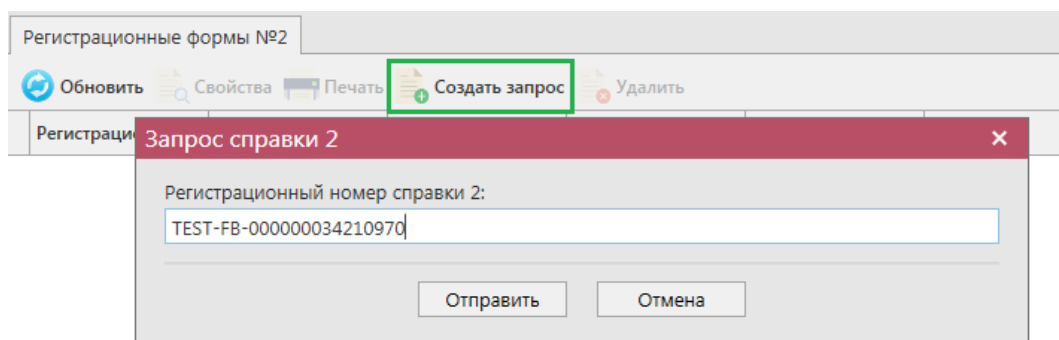 Регистрационные формы №2
Обновить Свойства Печать Создать запрос Удалить
Регистраци
Запрос справки 2
Регистрационный номер справки 2:
TEST-FB-000000034210970
Отправить Отмена